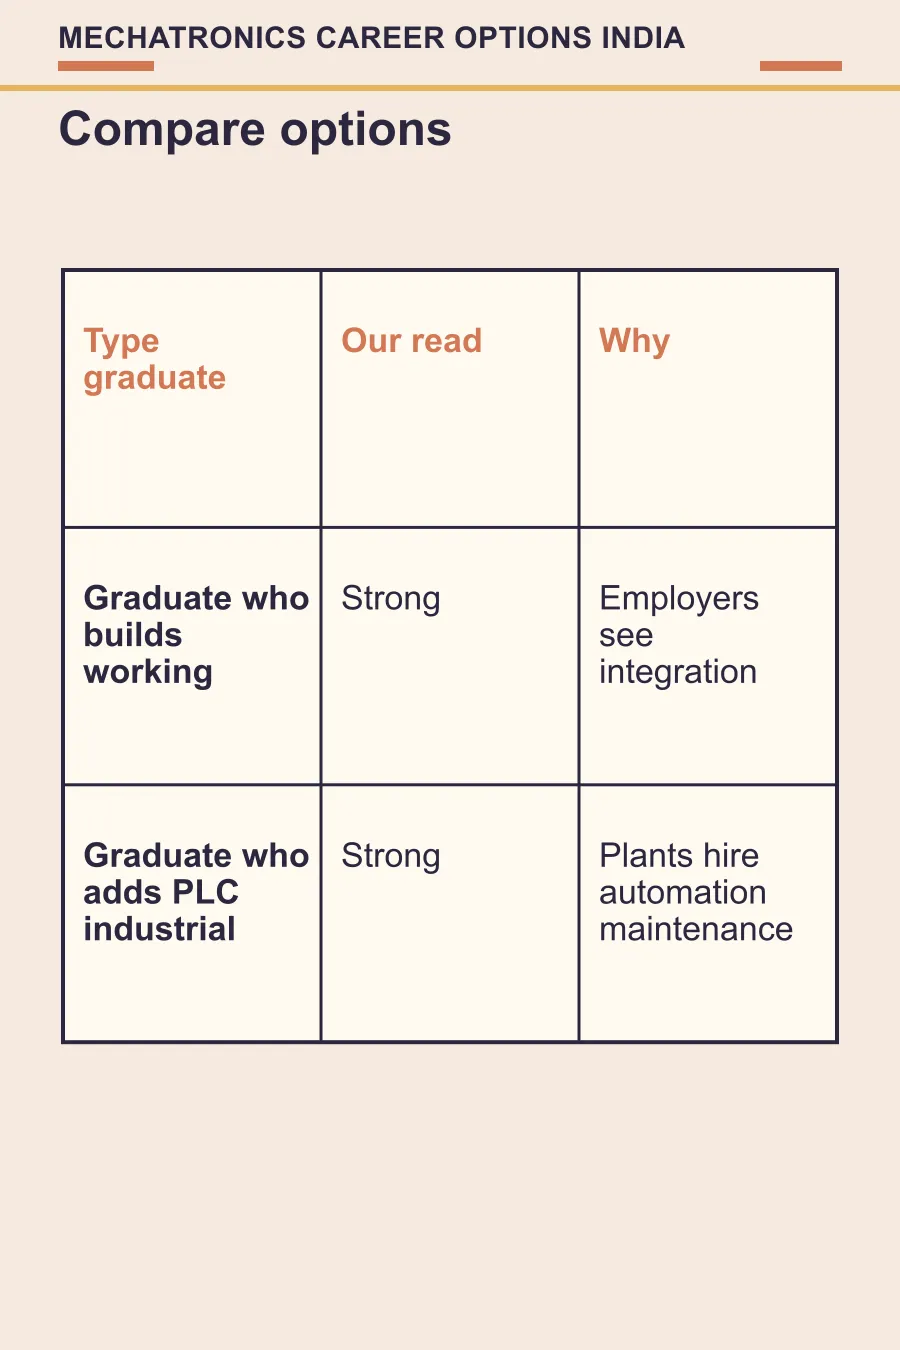 MECHATRONICS CAREER OPTIONS INDIA
Compare options
Type
graduate
Our read
Why
Graduate who
builds
working
Strong
Employers
see
integration
Graduate who
adds PLC
industrial
Strong
Plants hire
automation
maintenance